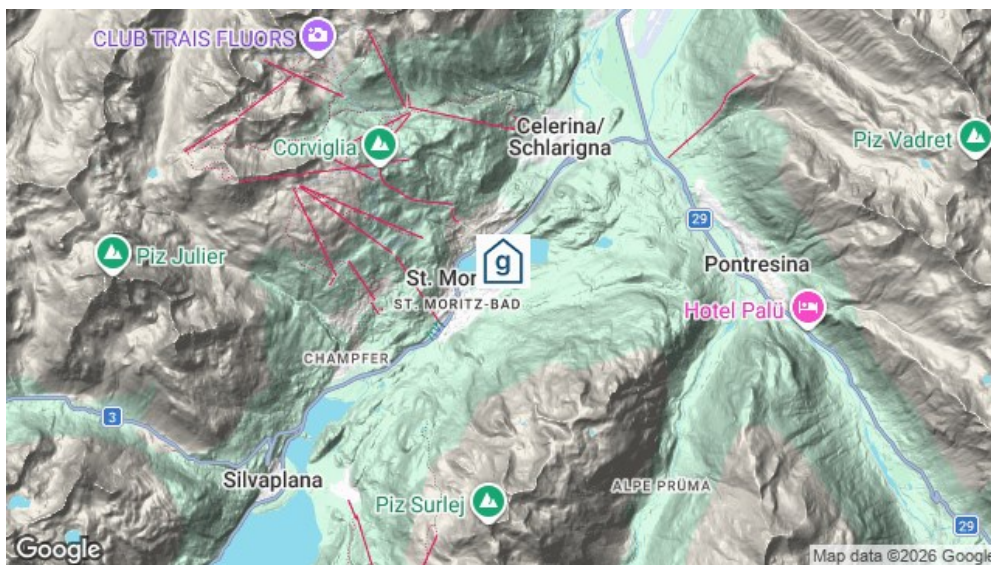 CLUB TRAIS FLUORS
Celerina/
Schlarigna
Corviglia
Piz Vadret
29
Piz Julier
g
St. Mor
Pontresina
ST. MORITZ-BAD
Hotel Palü
CHAMPFER
3
Silvaplana
Piz Surlej
ALPE PRÜMA
29
Google
Map data ©2026 Google